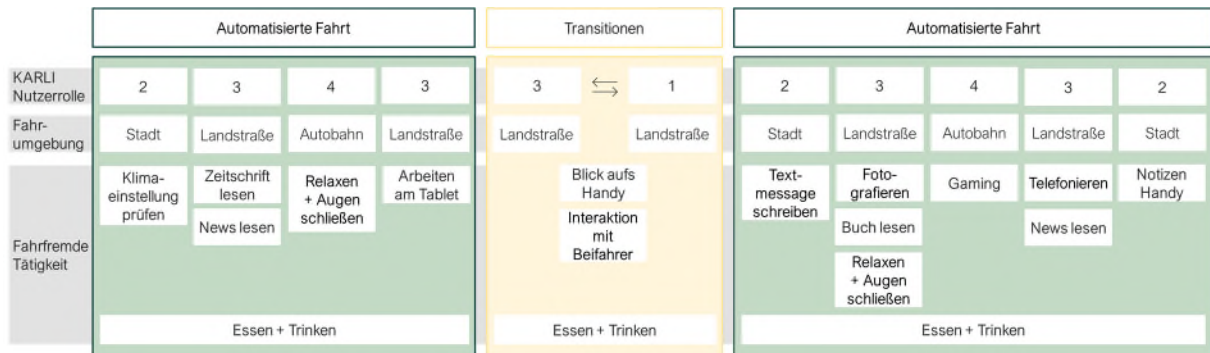 Automatisierte Fahrt
Transitionen
Automatisierte Fahrt
KARLI
Nutzerrolle
2
3
4
3
3
1
2
3
4
3
2
Fahr-
umgebung
Stadt
Landstraße
Autobahn
Landstraße
Landstraße
Landstraße
Stadt
Landstraße
Autobahn
Landstraße
Stadt
Fahrfremde
Tätigkeit
Klima-
einstellung
prüfen
Zeitschrift
lesen
News lesen
Relaxen
+ Augen
schließen
Arbeiten
am Tablet
Essen + Trinken
Blick aufs
Handy
Interaktion
mit
Beifahrer
Essen + Trinken
Text-
message
schreiben
Foto-
grafieren
Buch lesen
Relaxen
+ Augen
schließen
Gaming
Telefonieren
News lesen
Notizen
Handy
Essen + Trinken